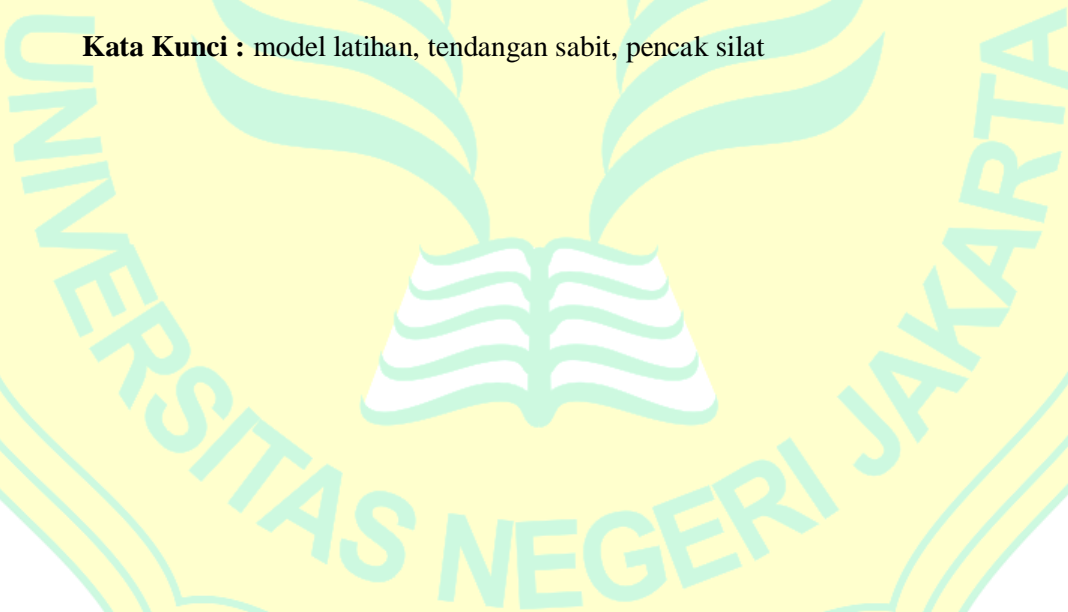 Kata Kunci : model latihan, tendangan sabit, pencak silat
UNIVERSITAS NEGERI JAKARTA